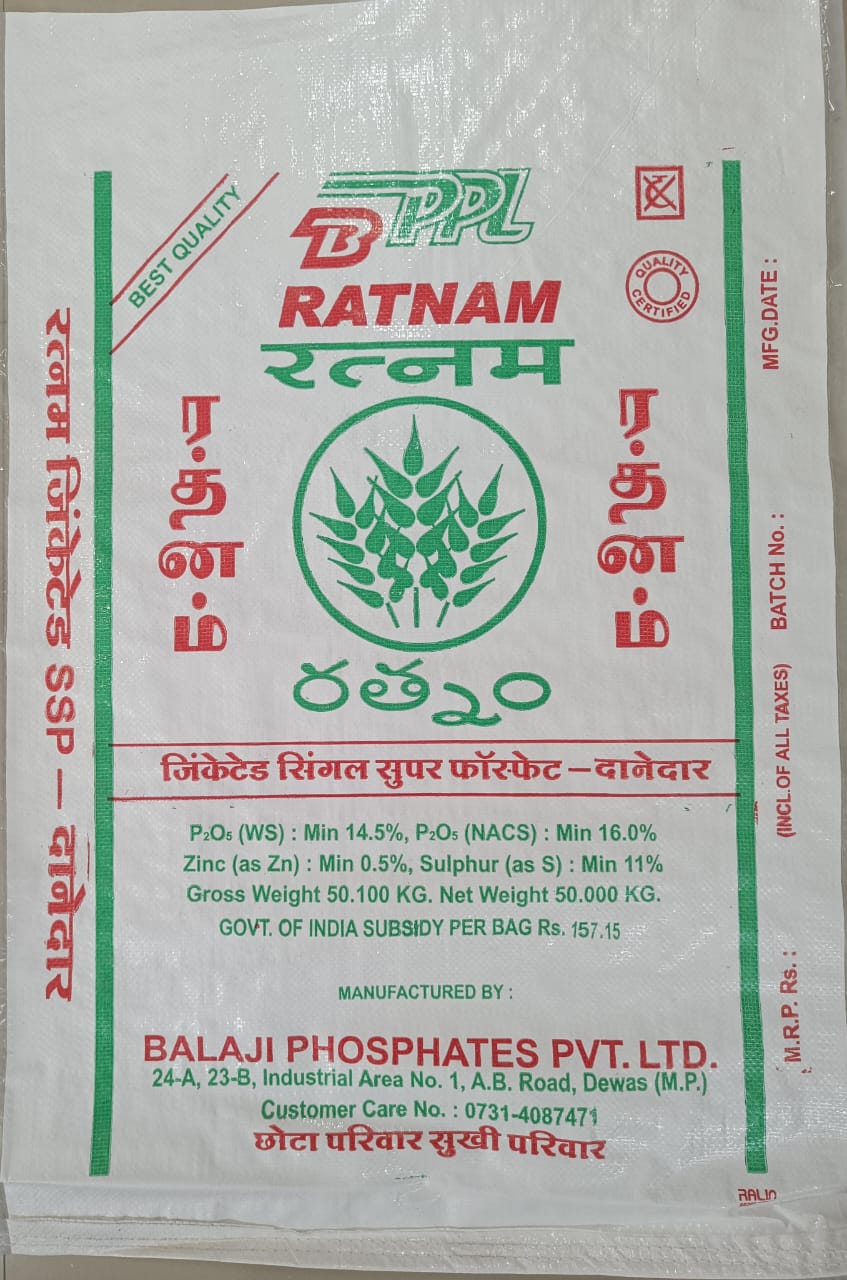 BEST QUALITY
BPPL
QUALITY CERTIFIED
RATNAM
रत्नम
రత్నం
जिंकेटेड सिंगल सुपर फॉस्फेट – दानेदार
P₂O₅ (WS) : Min 14.5%, P₂O₅ (NACS) : Min 16.0%
Zinc (as Zn) : Min 0.5%, Sulphur (as S) : Min 11%
Gross Weight 50.100 KG. Net Weight 50.000 KG.
GOVT. OF INDIA SUBSIDY PER BAG Rs. 157.15
MANUFACTURED BY :
BALAJI PHOSPHATES PVT. LTD.
24-A, 23-B, Industrial Area No. 1, A.B. Road, Dewas (M.P.)
Customer Care No. : 0731-4087471
छोटा परिवार सुखी परिवार
रत्नम जिंकेटेड SSP – दानेदार
M.R.P. Rs. : (INCL.OF ALL TAXES) BATCH No. : MFG.DATE :